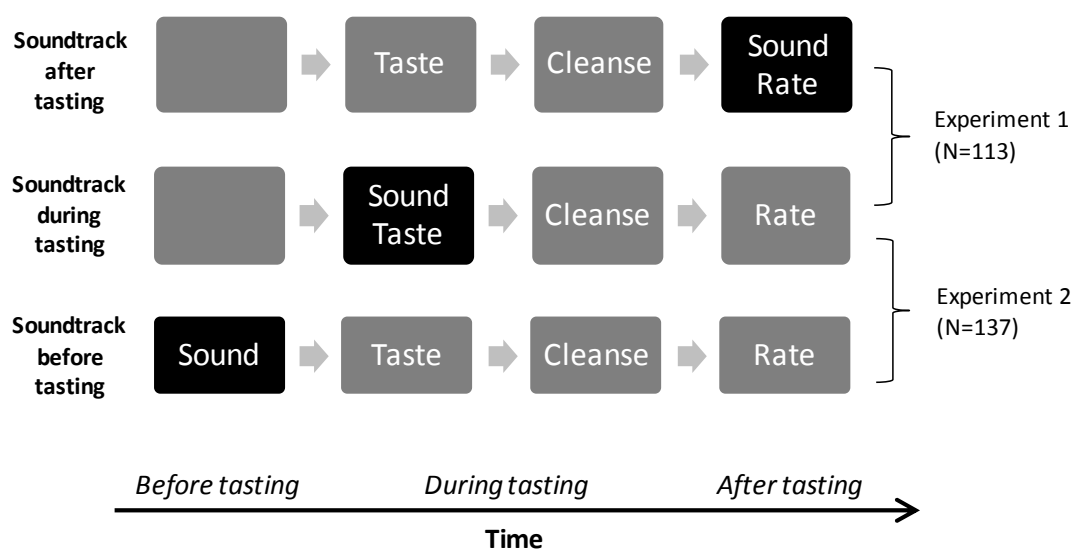 Soundtrack
after
tasting
Taste
Cleanse
Sound
Rate
Experiment 1
(N=113)
Soundtrack
during
tasting
Sound
Taste
Cleanse
Rate
Experiment 2
(N=137)
Soundtrack
before
tasting
Sound
Taste
Cleanse
Rate
Before tasting
During tasting
After tasting
Time